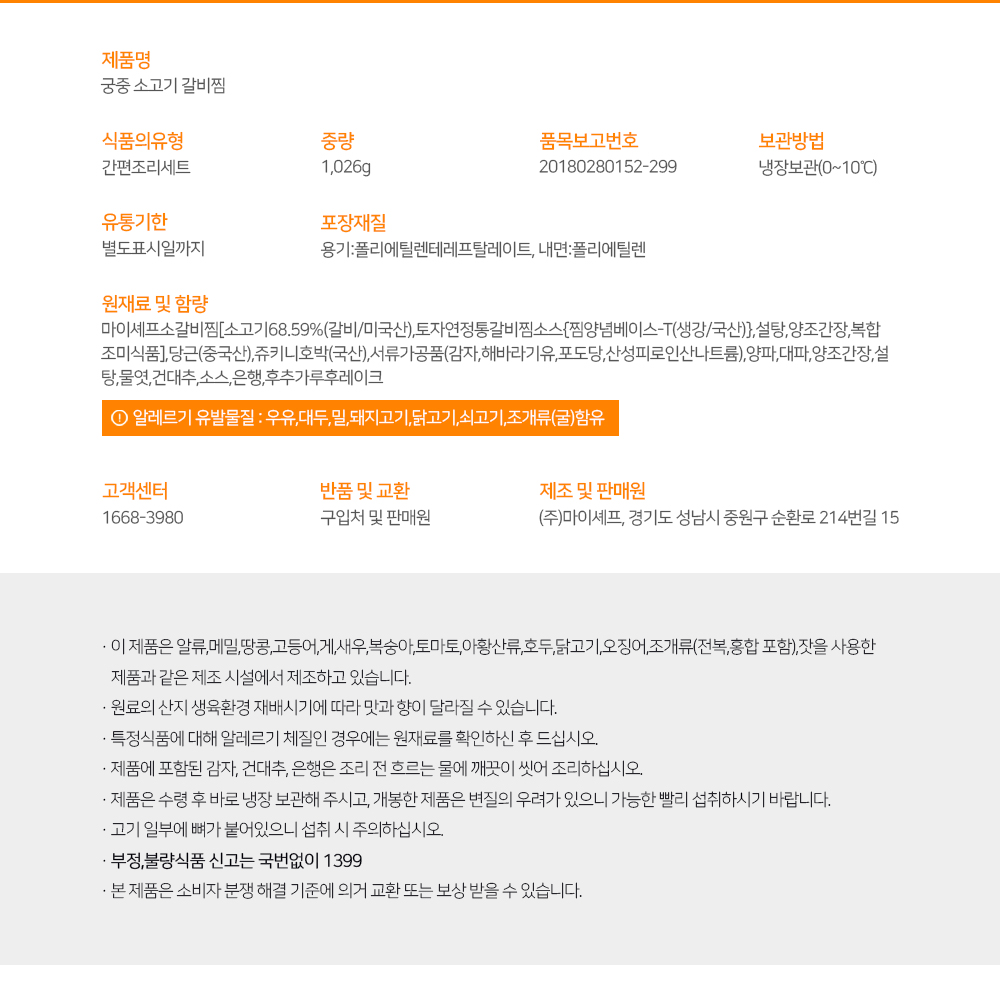 제품명
궁중 소고기 갈비찜
식품의유형
간편조리세트
중량
1,026g
품목보고번호
20180280152-299
보관방법
냉장보관(0~10℃)
유통기한
별도표시일까지
포장재질
용기:폴리에틸렌테레프탈레이트, 내면:폴리에틸렌
원재료 및 함량
마이셰프소갈비찜[소고기68.59%(갈비/미국산),토자연정통갈비찜소스{찜양념베이스-T(생강/국산)},설탕,양조간장,복합
조미식품],당근(중국산),쥬키니호박(국산),서류가공품(감자,해바라기유,포도당,산성피로인산나트륨),양파,대파,양조간장,설
탕,물엿,건대추,소스,은행,후추가루후레이크
알레르기 유발물질 : 우유,대두,밀,돼지고기,닭고기,쇠고기,조개류(굴)함유
고객센터
1668-3980
반품 및 교환
구입처 및 판매원
제조 및 판매원
(주)마이셰프, 경기도 성남시 중원구 순환로 214번길 15
· 이 제품은 알류,메밀,땅콩,고등어,게,새우,복숭아,토마토,아황산류,호두,닭고기,오징어,조개류(전복,홍합 포함),잣을 사용한
제품과 같은 제조 시설에서 제조하고 있습니다.
· 원료의 산지 생육환경 재배시기에 따라 맛과 향이 달라질 수 있습니다.
· 특정식품에 대해 알레르기 체질인 경우에는 원재료를 확인하신 후 드십시오.
· 제품에 포함된 감자, 건대추, 은행은 조리 전 흐르는 물에 깨끗이 씻어 조리하십시오.
· 제품은 수령 후 바로 냉장 보관해 주시고, 개봉한 제품은 변질의 우려가 있으니 가능한 빨리 섭취하시기 바랍니다.
· 고기 일부에 뼈가 붙어있으니 섭취 시 주의하십시오.
· 부정,불량식품 신고는 국번없이 1399
· 본 제품은 소비자 분쟁 해결 기준에 의거 교환 또는 보상 받을 수 있습니다.